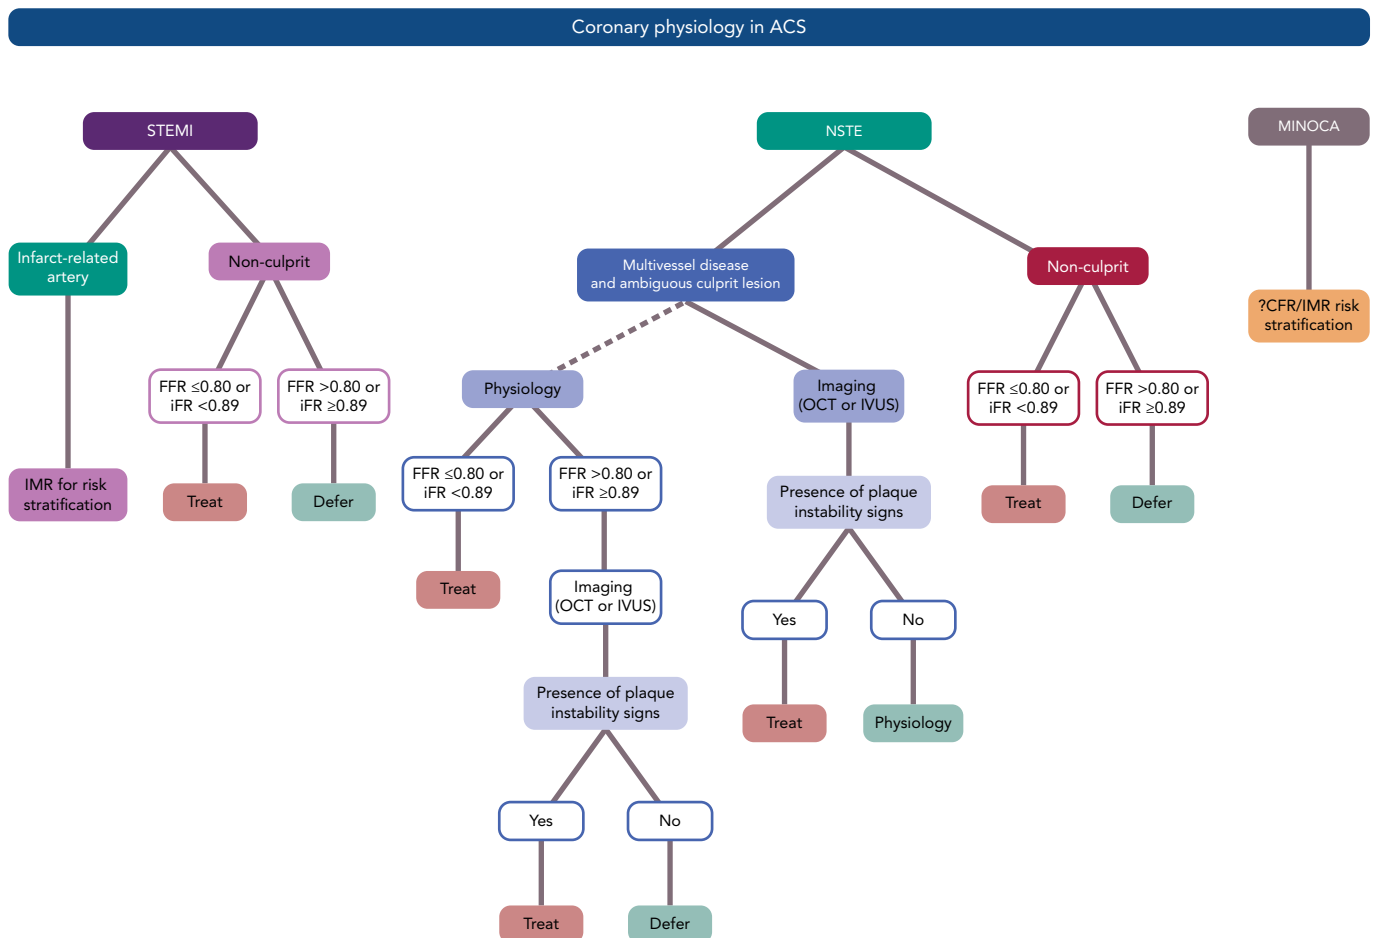 Coronary physiology in ACS
STEMI
NSTE
MINOCA
Infarct-related
artery
Non-culprit
Multivessel disease
and ambiguous culprit lesion
Non-culprit
?CFR/IMR risk
stratification
FFR ≤0.80 or
iFR <0.89
FFR >0.80 or
iFR ≥0.89
Physiology
Imaging
(OCT or IVUS)
FFR ≤0.80 or
iFR <0.89
FFR >0.80 or
iFR ≥0.89
IMR for risk
stratification
Treat
Defer
FFR ≤0.80 or
iFR <0.89
FFR >0.80 or
iFR ≥0.89
Presence of plaque
instability signs
Treat
Defer
Treat
Imaging
(OCT or IVUS)
Yes
No
Presence of plaque
instability signs
Treat
Physiology
Yes
No
Treat
Defer